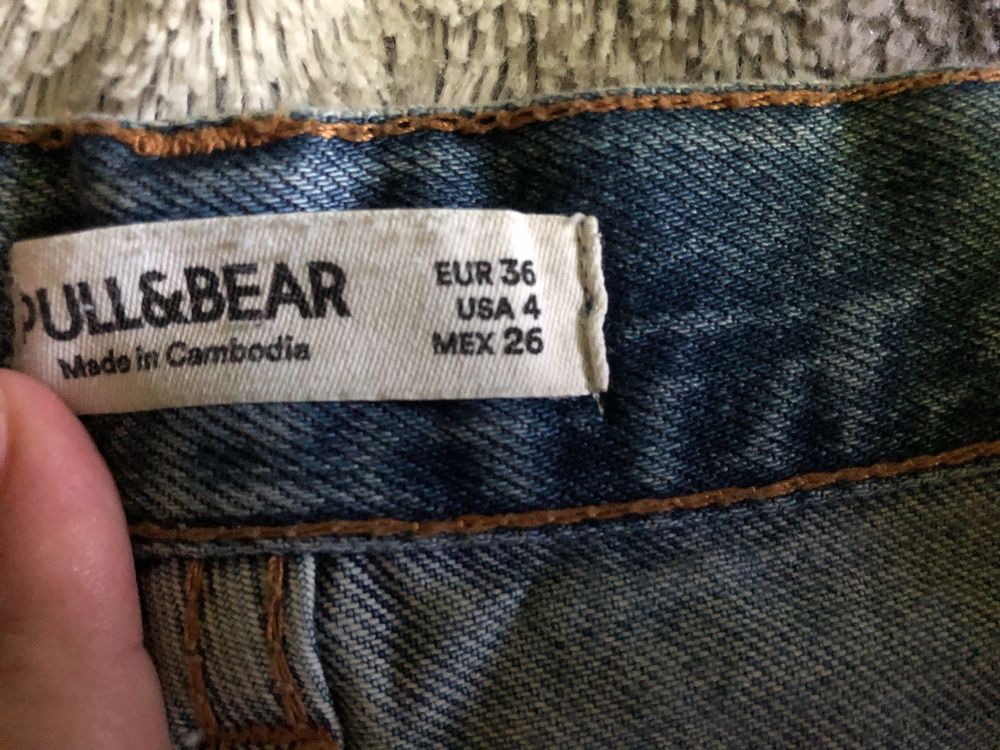 PULL&BEAR
Made in Cambodia
EUR 36
USA 4
MEX 26